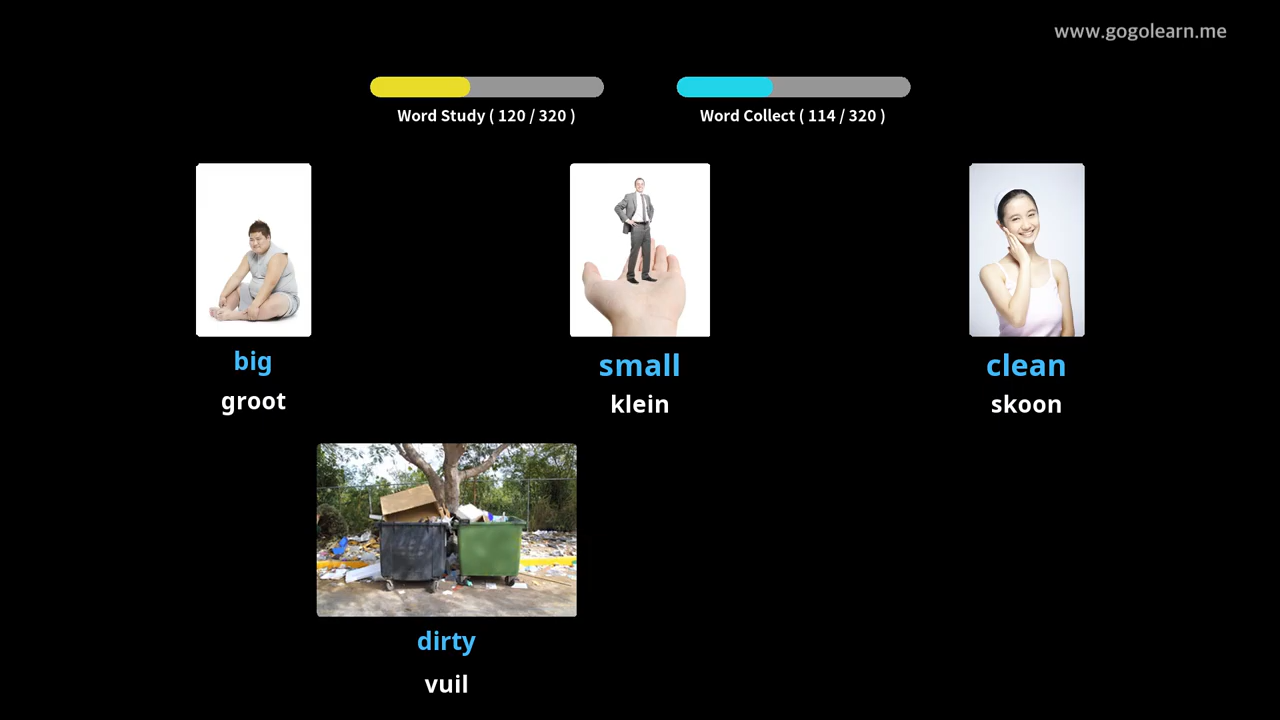 www.gogolearn.me
Word Study ( 120 / 320 )
Word Collect ( 114 / 320 )
big
small
clean
groot
klein
skoon
dirty
vuil